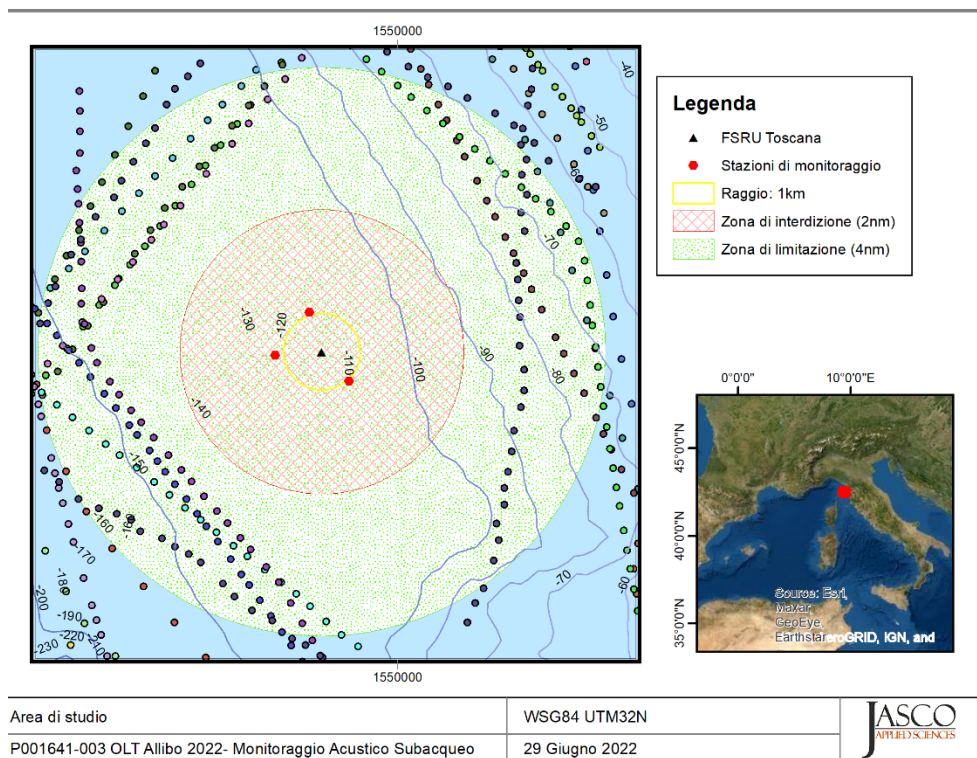 1550000
Legenda
FSRU Toscana
Stazioni di monitoraggio
Raggio: 1km
Zona di interdizione (2nm)
Zona di limitazione (4nm)
-40
-50
-60
-70
-130
-120
-110
-100
-90
-80
-140
-150
-160
-160
-170
-180
-190
-200
-210
-220
-230
-70
-60
1550000
0°0'0"
10°0'0"E
45°0'0"N
40°0'0"N
35°0'0"N
Source: Esri,
Maxar,
GeoEye,
EarthstareroGRID, IGN, and
Area di studio
WSG84 UTM32N
P001641-003 OLT Allibo 2022- Monitoraggio Acustico Subacqueo
29 Giugno 2022
JASCO
APPLIED SCIENCES